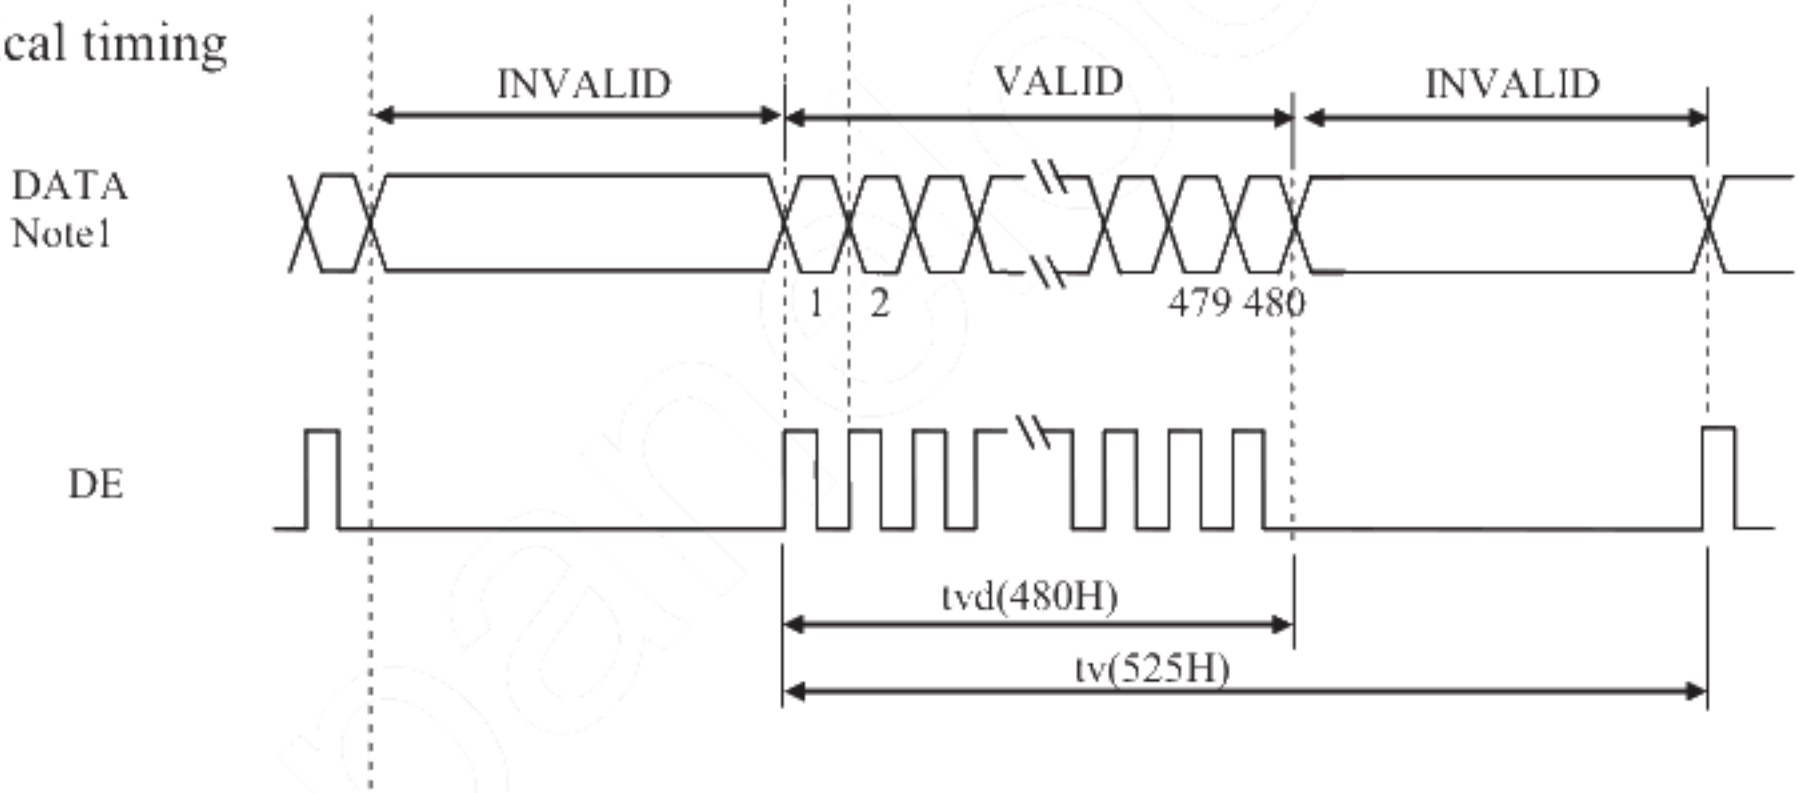 cal timing
INVALID VALID INVALID
DATA
Note1
1 2 479 480
DE
tvd(480H)
tv(525H)